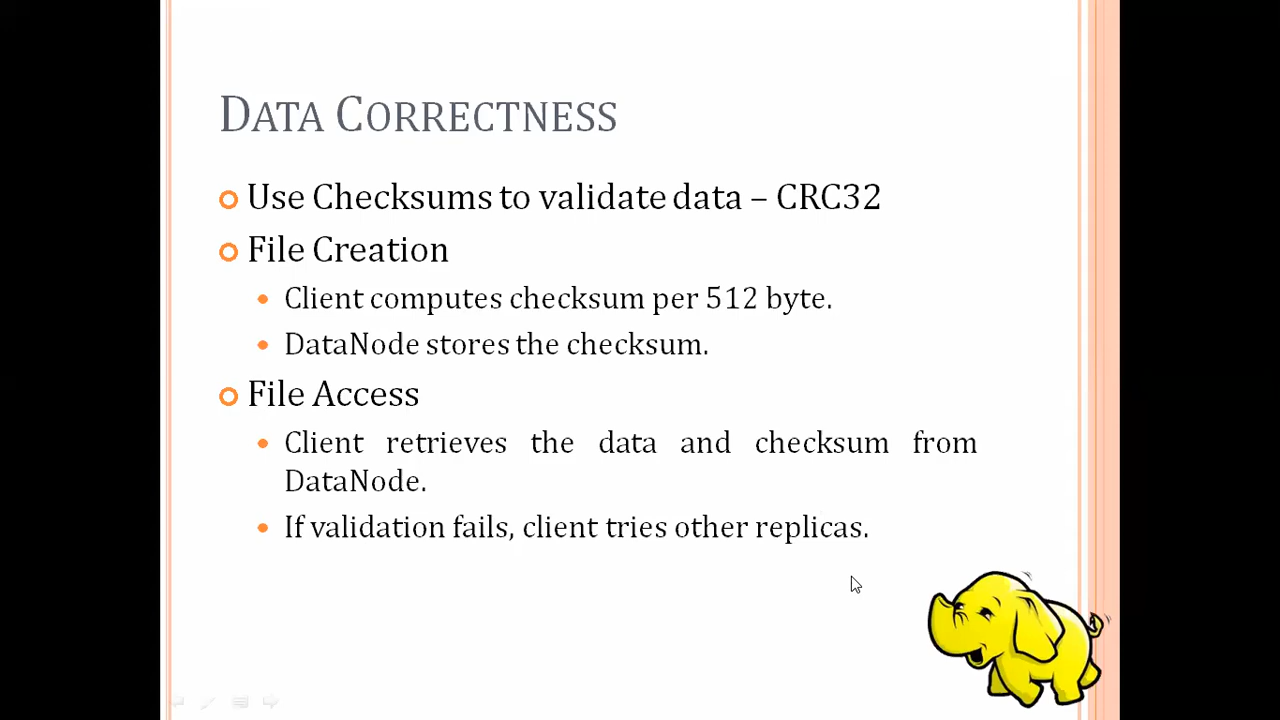 DATA CORRECTNESS
Use Checksums to validate data – CRC32
File Creation
Client computes checksum per 512 byte.
DataNode stores the checksum.
File Access
Client retrieves the data and checksum from
DataNode.
If validation fails, client tries other replicas.